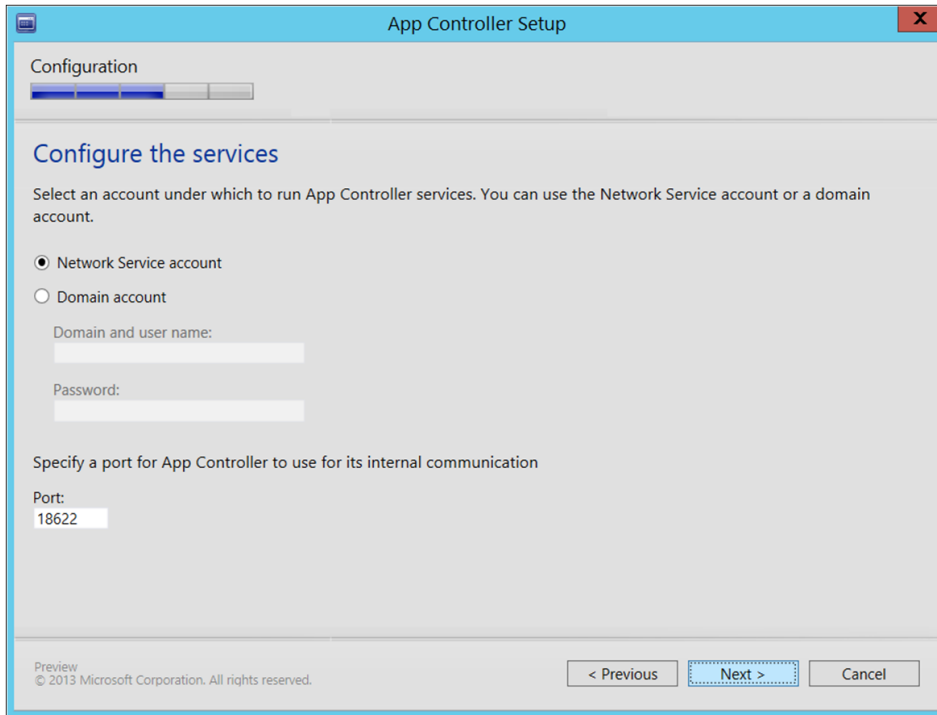 App Controller Setup
X
Configuration
Configure the services
Select an account under which to run App Controller services. You can use the Network Service account or a domain
account.
Network Service account
Domain account
Domain and user name:
Password:
Specify a port for App Controller to use for its internal communication
Port:
18622
Preview
© 2013 Microsoft Corporation. All rights reserved.
< Previous
Next >
Cancel